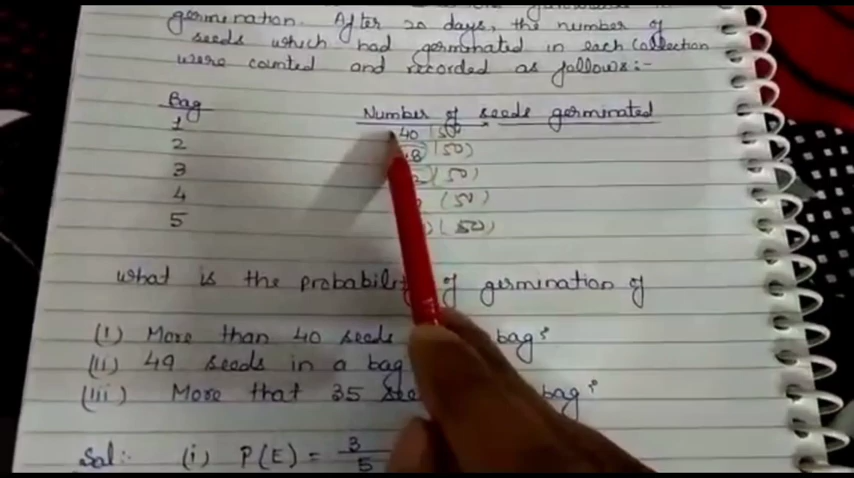 germination. After 20 days, the number of
seeds which had germinated in each collection
were counted and recorded as follows:-
Bag Number of seeds germinated
1 40 (50
2 48 (50)
3 2 (50)
4 (50)
5 (50)
what is the probability of germination of
(i) More than 40 seeds bag?
(ii) 49 seeds in a bag
(iii) More that 35 see bag?
Sol:- (i) P(E) = 3/5